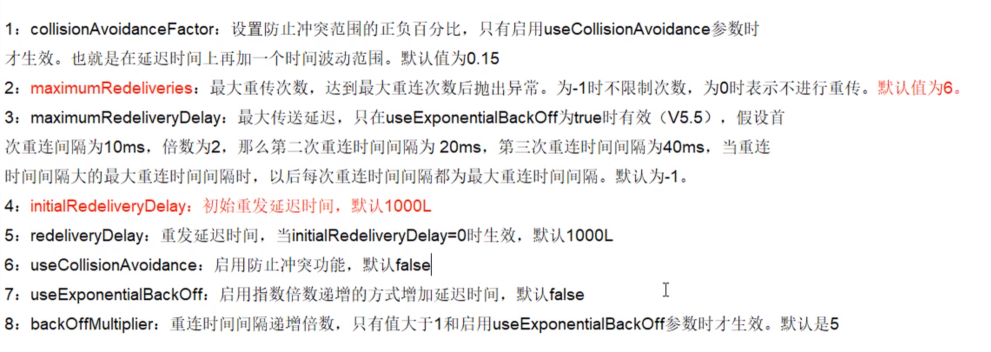 1：collisionAvoidanceFactor：设置防止冲突范围的正负百分比，只有启用useCollisionAvoidance参数时
才生效。也就是在延迟时间上再加一个时间波动范围。默认值为0.15
2：maximumRedeliveries：最大重传次数，达到最大重连次数后抛出异常。为-1时不限制次数，为0时表示不进行重传。默认值为6。
3：maximumRedeliveryDelay：最大传送延迟，只在useExponentialBackOff为true时有效（V5.5），假设首
次重连间隔为10ms，倍数为2，那么第二次重连时间间隔为 20ms，第三次重连时间间隔为40ms，当重连
时间间隔大的最大重连时间间隔时，以后每次重连时间间隔都为最大重连时间间隔。默认为-1。
4：initialRedeliveryDelay：初始重发延迟时间，默认1000L
5：redeliveryDelay：重发延迟时间，当initialRedeliveryDelay=0时生效，默认1000L
6：useCollisionAvoidance：启用防止冲突功能，默认false
7：useExponentialBackOff：启用指数倍数递增的方式增加延迟时间，默认false
8：backOffMultiplier：重连时间间隔递增倍数，只有值大于1和启用useExponentialBackOff参数时才生效。默认是5